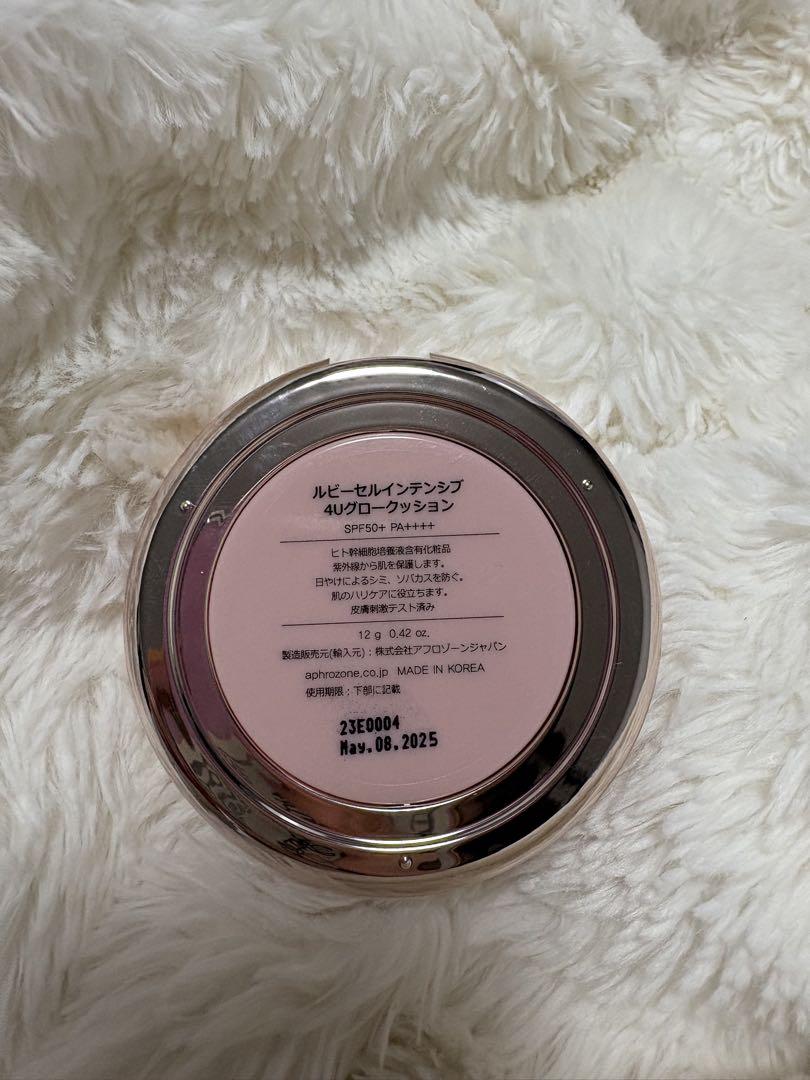 ルビーセルインテンシブ
4Uグロークッション
SPF50+ PA++++
ヒト幹細胞培養液含有化粧品
紫外線から肌を保護します。
日やけによるシミ、ソバカスを防ぐ。
肌のハリケアに役立ちます。
皮膚刺激テスト済み
12 g 0.42 oz.
製造販売元(輸入元)：株式会社アフロゾーンジャパン
aphrozone.co.jp MADE IN KOREA
使用期限：下部に記載
23E0004
May.08.2025